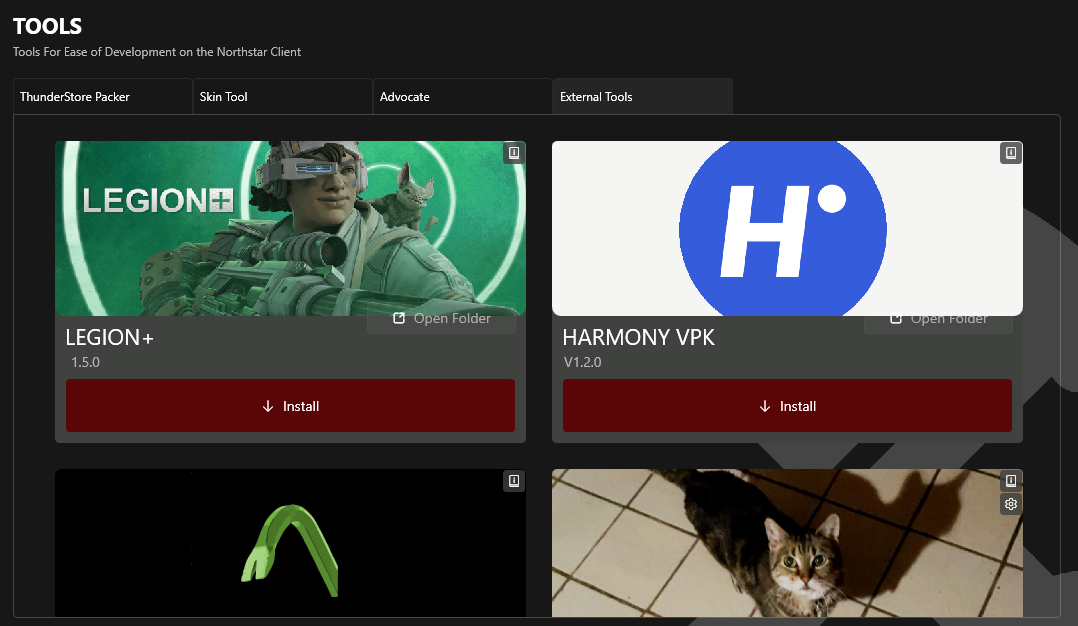 TOOLS
Tools For Ease of Development on the Northstar Client
ThunderStore Packer
Skin Tool
Advocate
External Tools
LEGION+
H
Open Folder
LEGION+
1.5.0
Install
Open Folder
HARMONY VPK
V1.2.0
Install